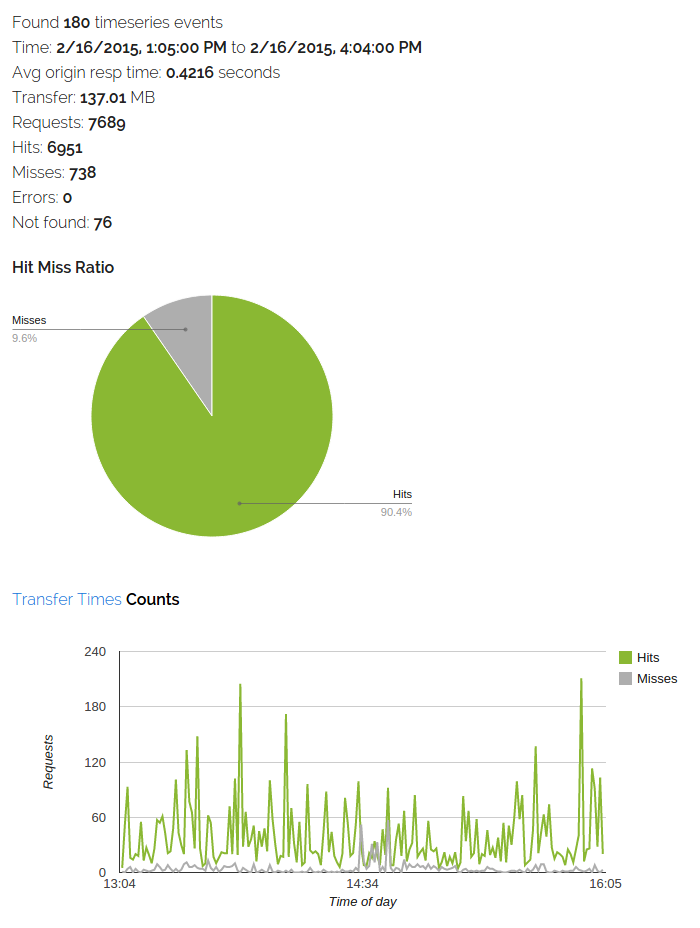 Found 180 timeseries events
Time: 2/16/2015, 1:05:00 PM to 2/16/2015, 4:04:00 PM
Avg origin resp time: 0.4216 seconds
Transfer: 137.01 MB
Requests: 7689
Hits: 6951
Misses: 738
Errors: 0
Not found: 76
Hit Miss Ratio
Misses
9.6%
Hits
90.4%
Transfer Times Counts
240
180
120
60
0
Requests
13:04
14:34
16:05
Time of day
Hits
Misses